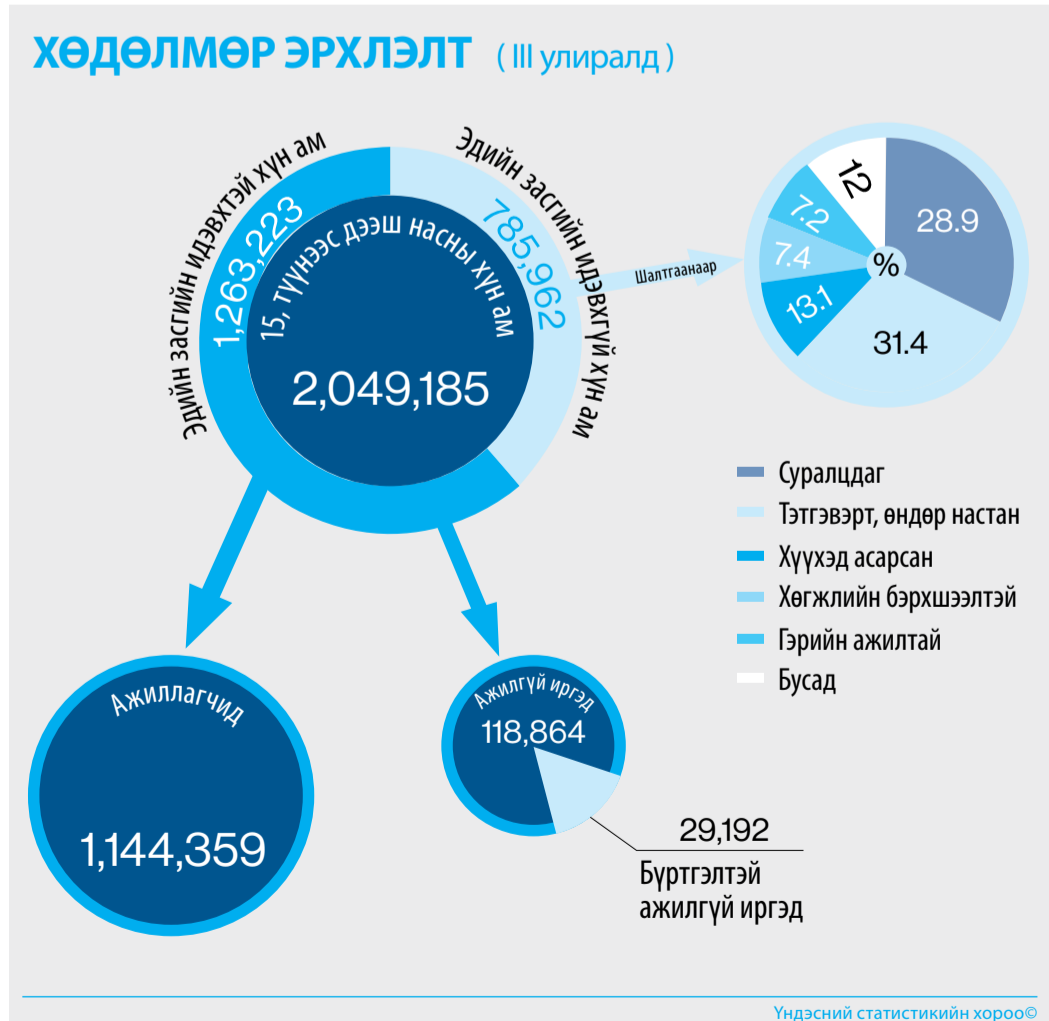 ХӨДӨЛМӨР ЭРХЛЭЛТ ( III улиралд )
Эдийн засгийн идэвхтэй хүн ам
1,263,223
15, түүнээс дээш насны хүн ам
2,049,185
Эдийн засгийн идэвхгүй хүн ам
785,962
Шалтгаанаар
12
28.9
7.2
7.4
%
13.1
31.4
Суралцдаг
Тэтгэвэрт, өндөр настан
Хүүхэд асарсан
Хөгжлийн бэрхшээлтэй
Гэрийн ажилтай
Бусад
Ажиллагчид
1,144,359
Ажилгүй иргэд
118,864
29,192
Бүртгэлтэй
ажилгүй иргэд
Үндэсний статистикийн хороо©